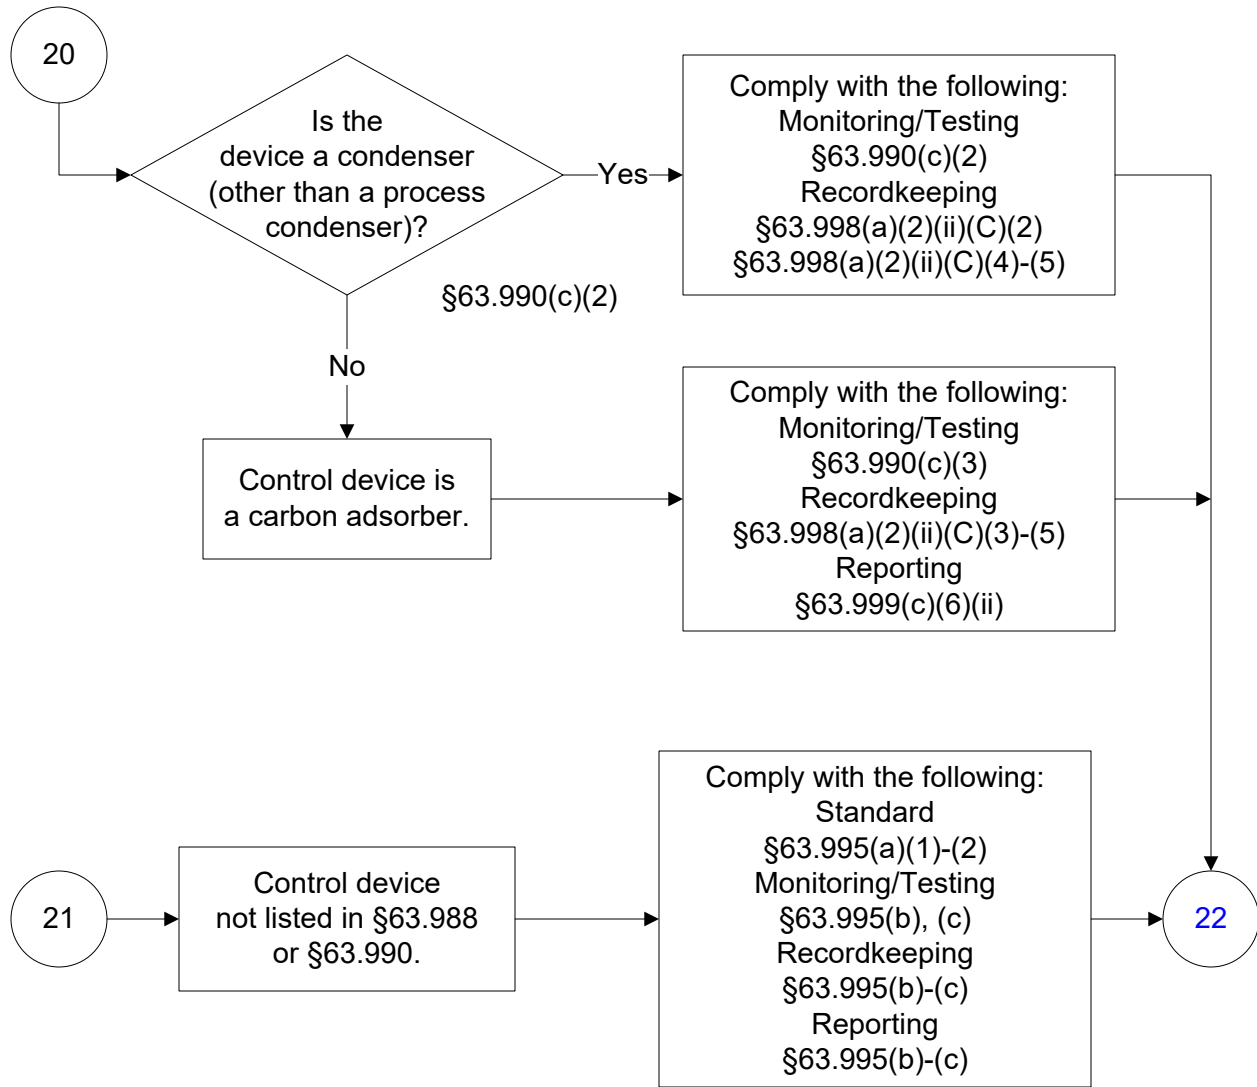 20
Is the
device a condenser
(other than a process
condenser)?
Yes
Comply with the following:
Monitoring/Testing
§63.990(c)(2)
Recordkeeping
§63.998(a)(2)(ii)(C)(2)
§63.998(a)(2)(ii)(C)(4)-(5)
§63.990(c)(2)
No
Control device is
a carbon adsorber.
Comply with the following:
Monitoring/Testing
§63.990(c)(3)
Recordkeeping
§63.998(a)(2)(ii)(C)(3)-(5)
Reporting
§63.999(c)(6)(ii)
21
Control device
not listed in §63.988
or §63.990.
Comply with the following:
Standard
§63.995(a)(1)-(2)
Monitoring/Testing
§63.995(b), (c)
Recordkeeping
§63.995(b)-(c)
Reporting
§63.995(b)-(c)
22